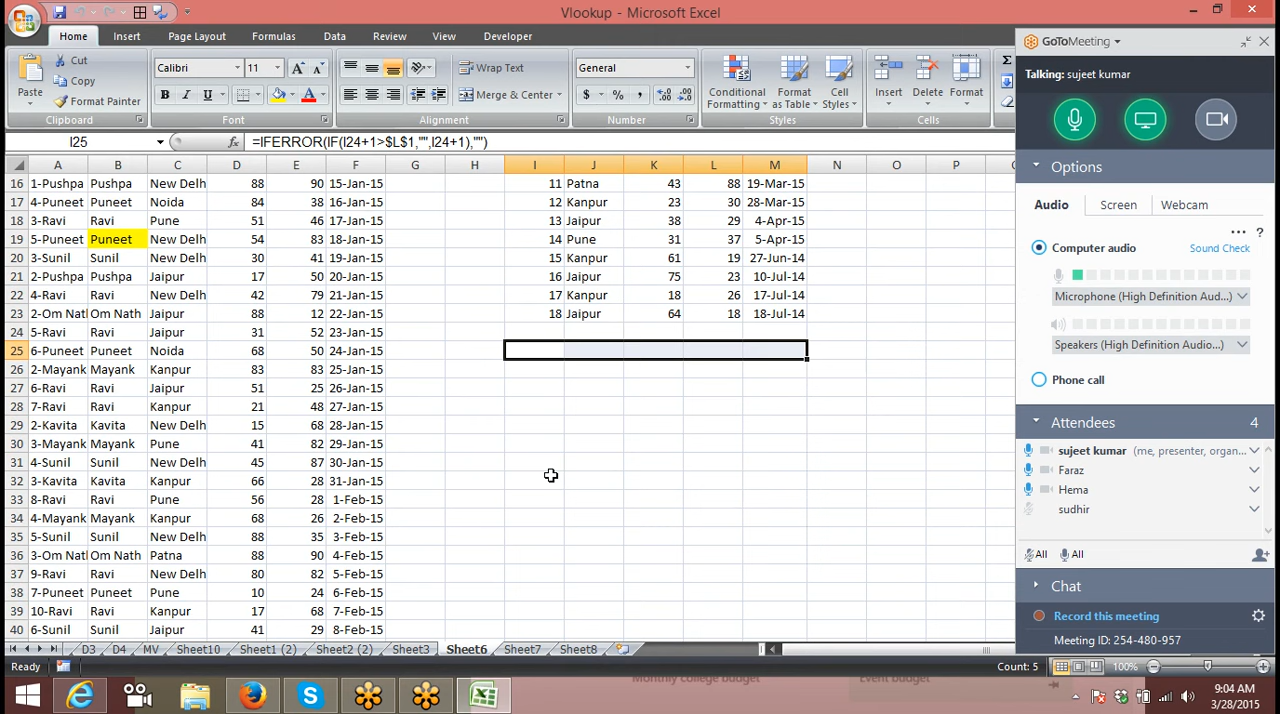 Vlookup - Microsoft Excel
Home Insert Page Layout Formulas Data Review View Developer
Paste Cut Copy Format Painter Clipboard
Calibri 11 B I U A A A Font
Wrap Text Merge & Center Alignment
General $ % , Number
Conditional Formatting Format as Table Cell Styles Styles
Insert Delete Format Cells
I25 fx =IFERROR(IF(I24+1>$L$1,"",I24+1),"")
A B C D E F G H I J K L M N O P
16 1-Pushpa Pushpa New Delh 88 90 15-Jan-15 11 Patna 43 88 19-Mar-15
17 4-Puneet Puneet Noida 84 38 16-Jan-15 12 Kanpur 23 30 28-Mar-15
18 3-Ravi Ravi Pune 51 46 17-Jan-15 13 Jaipur 38 29 4-Apr-15
19 5-Puneet Puneet New Delh 54 83 18-Jan-15 14 Pune 31 37 5-Apr-15
20 3-Sunil Sunil New Delh 30 41 19-Jan-15 15 Kanpur 61 19 27-Jun-14
21 2-Pushpa Pushpa Jaipur 17 50 20-Jan-15 16 Jaipur 75 23 10-Jul-14
22 4-Ravi Ravi New Delh 42 79 21-Jan-15 17 Kanpur 18 26 17-Jul-14
23 2-Om Nath Om Nath Jaipur 88 12 22-Jan-15 18 Jaipur 64 18 18-Jul-14
24 5-Ravi Ravi Jaipur 31 52 23-Jan-15
25 6-Puneet Puneet Noida 68 50 24-Jan-15
26 2-Mayank Mayank Kanpur 83 83 25-Jan-15
27 6-Ravi Ravi Jaipur 51 25 26-Jan-15
28 7-Ravi Ravi Kanpur 21 48 27-Jan-15
29 2-Kavita Kavita New Delh 15 68 28-Jan-15
30 3-Mayank Mayank Pune 41 82 29-Jan-15
31 4-Sunil Sunil New Delh 45 87 30-Jan-15
32 3-Kavita Kavita Kanpur 66 28 31-Jan-15
33 8-Ravi Ravi Pune 56 28 1-Feb-15
34 4-Mayank Mayank Kanpur 68 26 2-Feb-15
35 5-Sunil Sunil New Delh 88 35 3-Feb-15
36 3-Om Nath Om Nath Patna 88 90 4-Feb-15
37 9-Ravi Ravi New Delh 80 82 5-Feb-15
38 7-Puneet Puneet Pune 10 24 6-Feb-15
39 10-Ravi Ravi Kanpur 17 68 7-Feb-15
40 6-Sunil Sunil Jaipur 41 29 8-Feb-15
D3 D4 MV Sheet10 Sheet1 (2) Sheet2 (2) Sheet3 Sheet6 Sheet7 Sheet8
Ready Count: 5 100%
Monthly college budget Event budget
GoToMeeting
Talking: sujeet kumar
Options
Audio Screen Webcam
... ?
Computer audio Sound Check
Microphone (High Definition Aud...)
Speakers (High Definition Audio...)
Phone call
Attendees 4
sujeet kumar (me, presenter, organ...
Faraz
Hema
sudhir
All All
Chat
Record this meeting
Meeting ID: 254-480-957
9:04 AM
3/28/2015